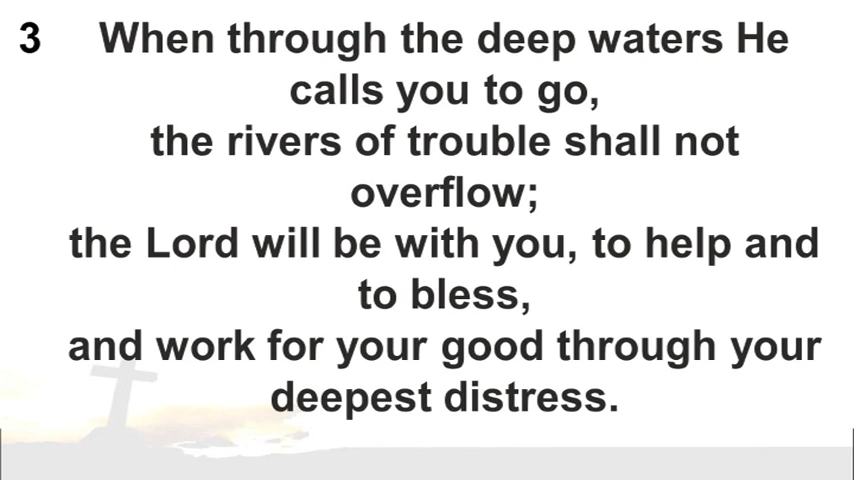 3 When through the deep waters He
calls you to go,
the rivers of trouble shall not
overflow;
the Lord will be with you, to help and
to bless,
and work for your good through your
deepest distress.